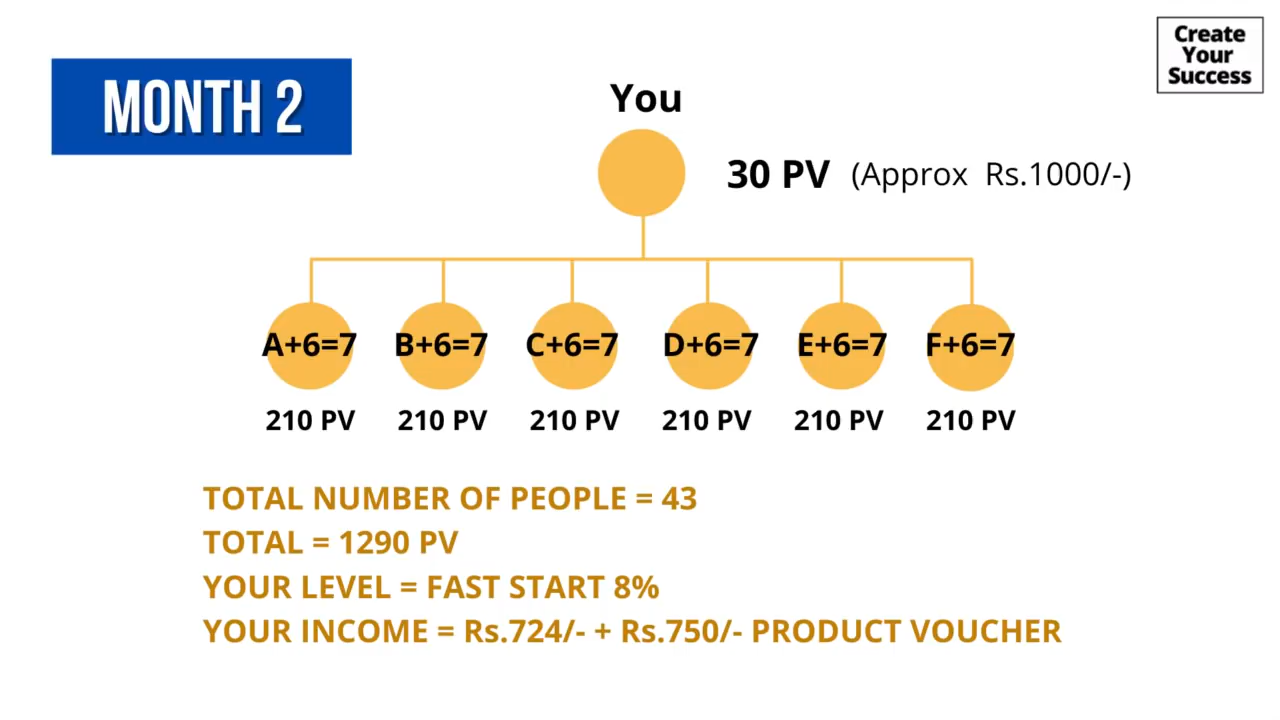 Create
Your
Success
MONTH 2
You
30 PV (Approx Rs.1000/-)
A+6=7 B+6=7 C+6=7 D+6=7 E+6=7 F+6=7
210 PV 210 PV 210 PV 210 PV 210 PV 210 PV
TOTAL NUMBER OF PEOPLE = 43
TOTAL = 1290 PV
YOUR LEVEL = FAST START 8%
YOUR INCOME = Rs.724/- + Rs.750/- PRODUCT VOUCHER